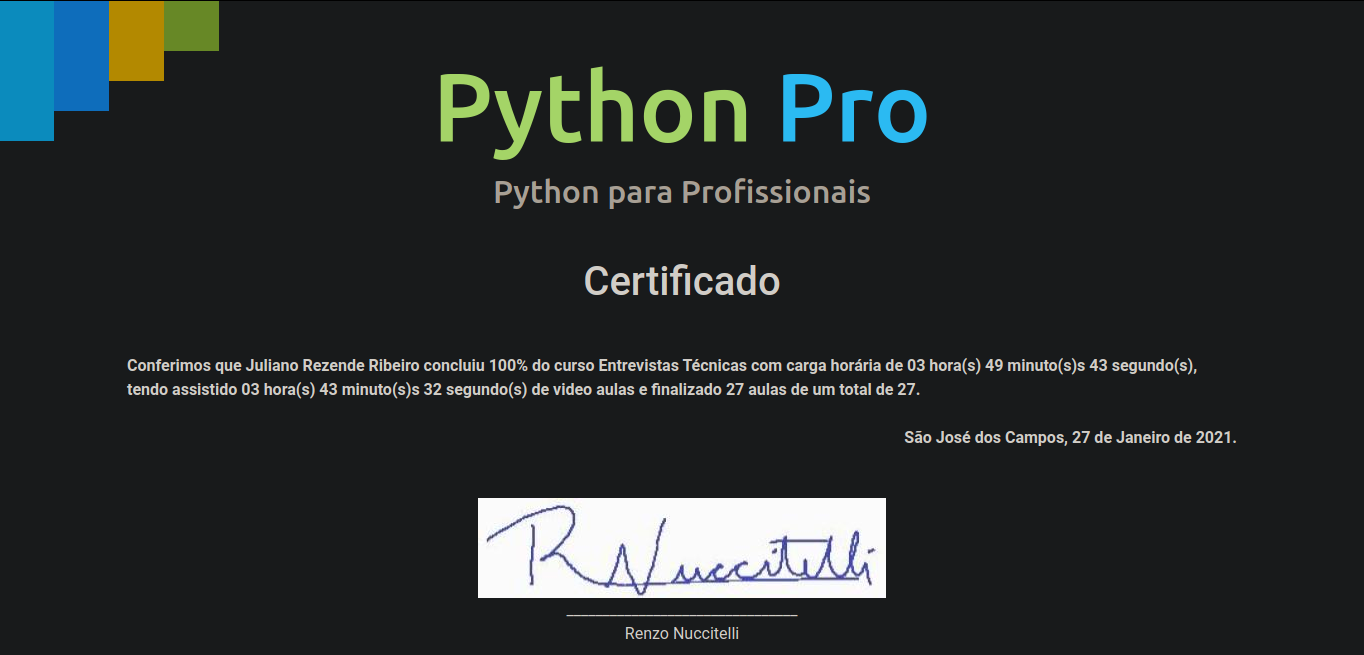 Python Pro
Python para Profissionais
Certificado
Conferimos que Juliano Rezende Ribeiro concluiu 100% do curso Entrevistas Técnicas com carga horária de 03 hora(s) 49 minuto(s)s 43 segundo(s),
tendo assistido 03 hora(s) 43 minuto(s)s 32 segundo(s) de video aulas e finalizado 27 aulas de um total de 27.
São José dos Campos, 27 de Janeiro de 2021.
R Nuccitelli
Renzo Nuccitelli